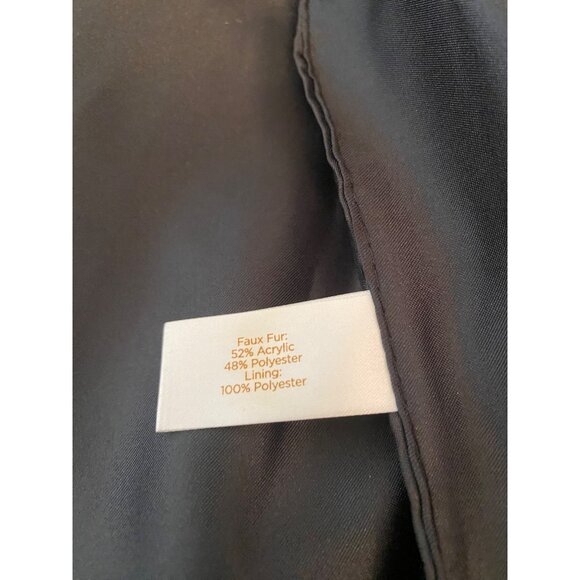 Faux Fur:
52% Acrylic
48% Polyester
Lining:
100% Polyester